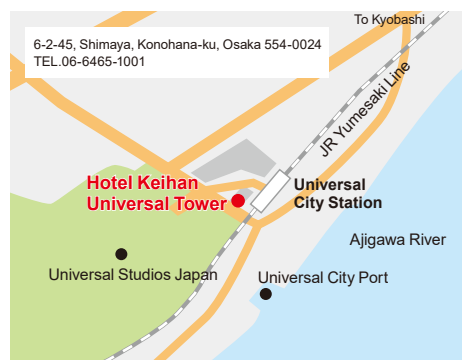 To Kyobashi
6-2-45, Shimaya, Konohana-ku, Osaka 554-0024
TEL.06-6465-1001
JR Yumesaki Line
Hotel Keihan
Universal Tower
Universal
City Station
Ajigawa River
Universal Studios Japan
Universal City Port